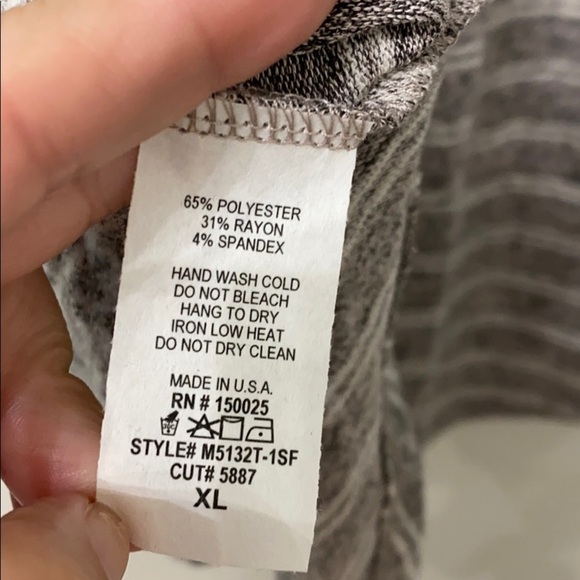 65% POLYESTER
31% RAYON
4% SPANDEX
HAND WASH COLD
DO NOT BLEACH
HANG TO DRY
IRON LOW HEAT
DO NOT DRY CLEAN
MADE IN U.S.A.
RN # 150025
STYLE# M5132T-1SF
CUT# 5887
XL